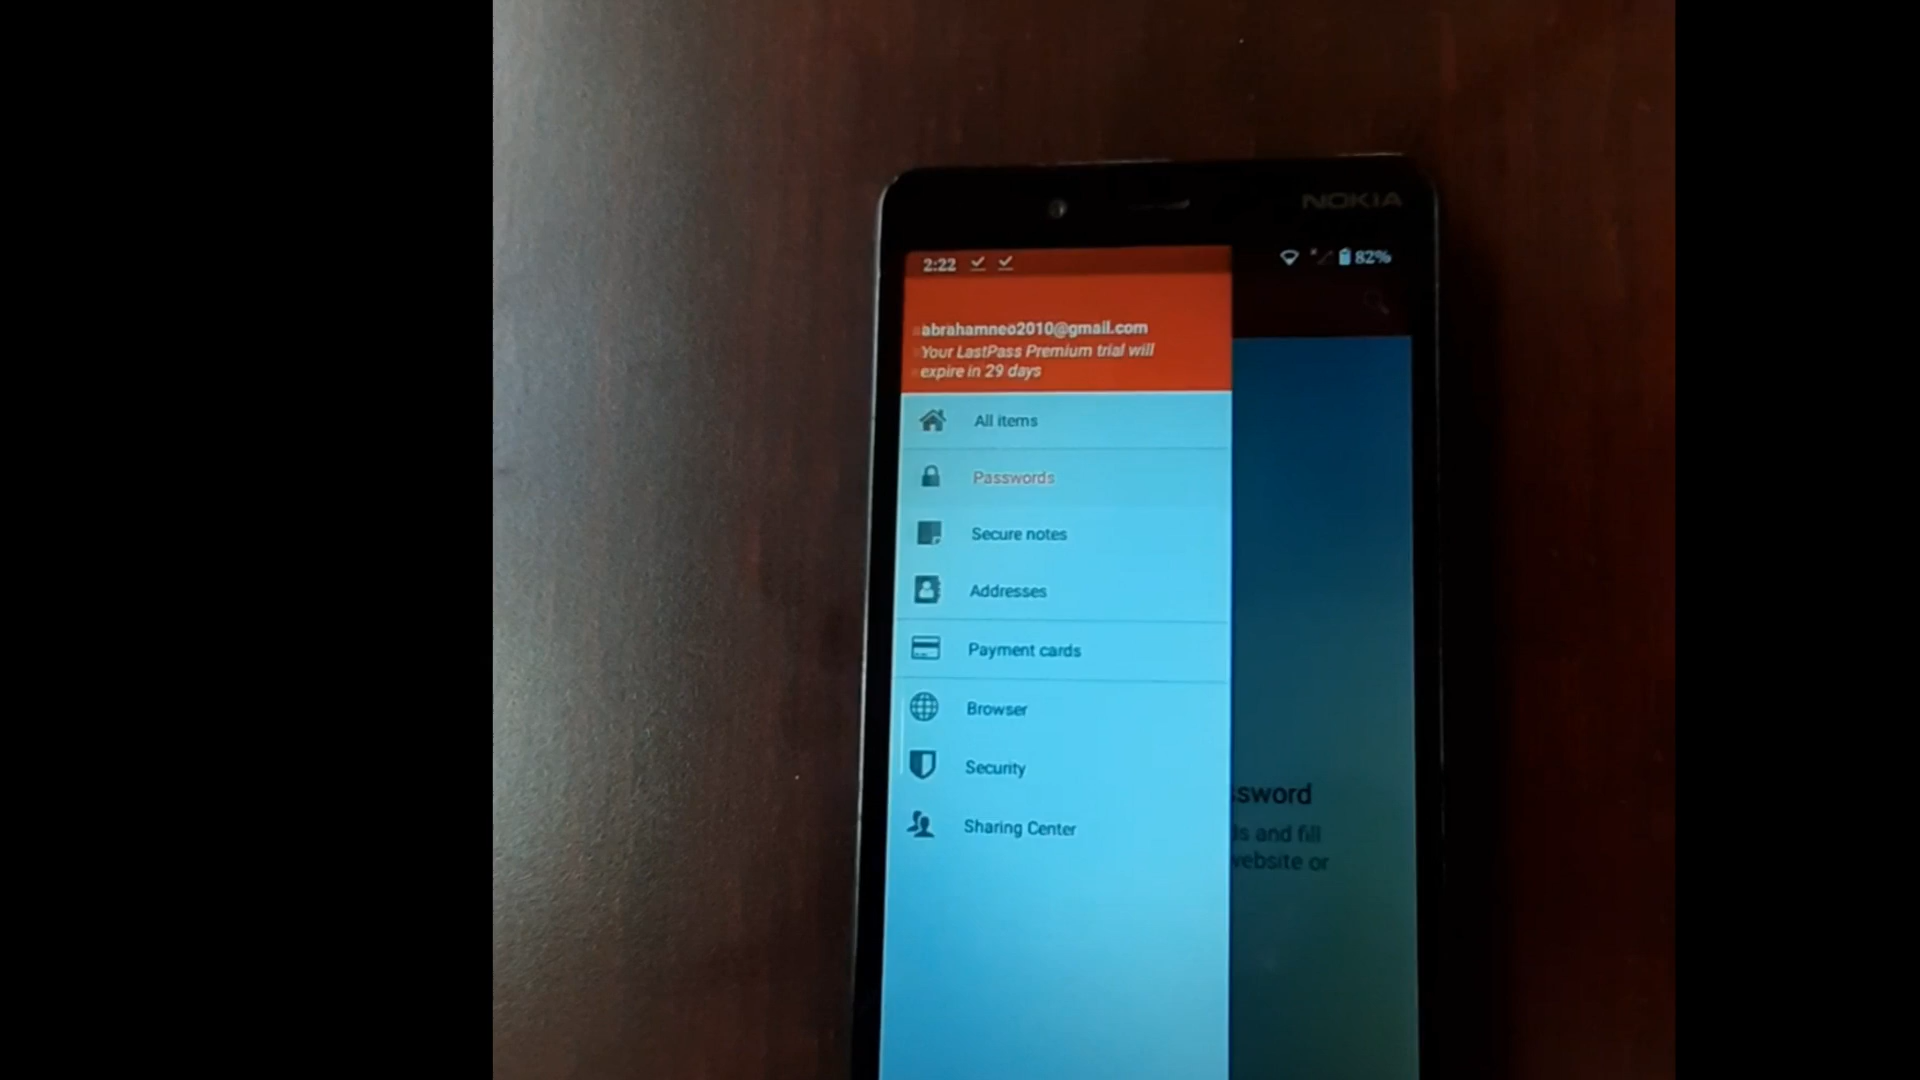 NOKIA
2:22
82%
abrahamneo2010@gmail.com
Your LastPass Premium trial will
expire in 29 days
All items
Passwords
Secure notes
Addresses
Payment cards
Browser
Security
Sharing Center
ssword
ls and fill
website or